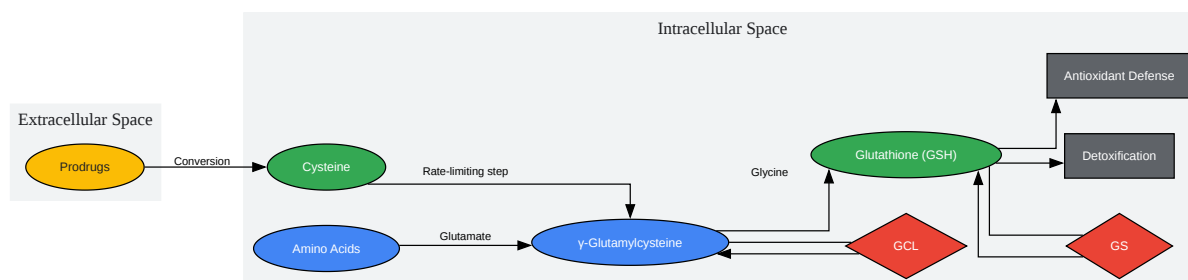 Intracellular Space
Extracellular Space
Antioxidant Defense
Prodrugs
Conversion
Cysteine
Rate-limiting step
Glycine
Glutathione (GSH)
Detoxification
Amino Acids
Glutamate
γ-Glutamylcysteine
GCL
GS